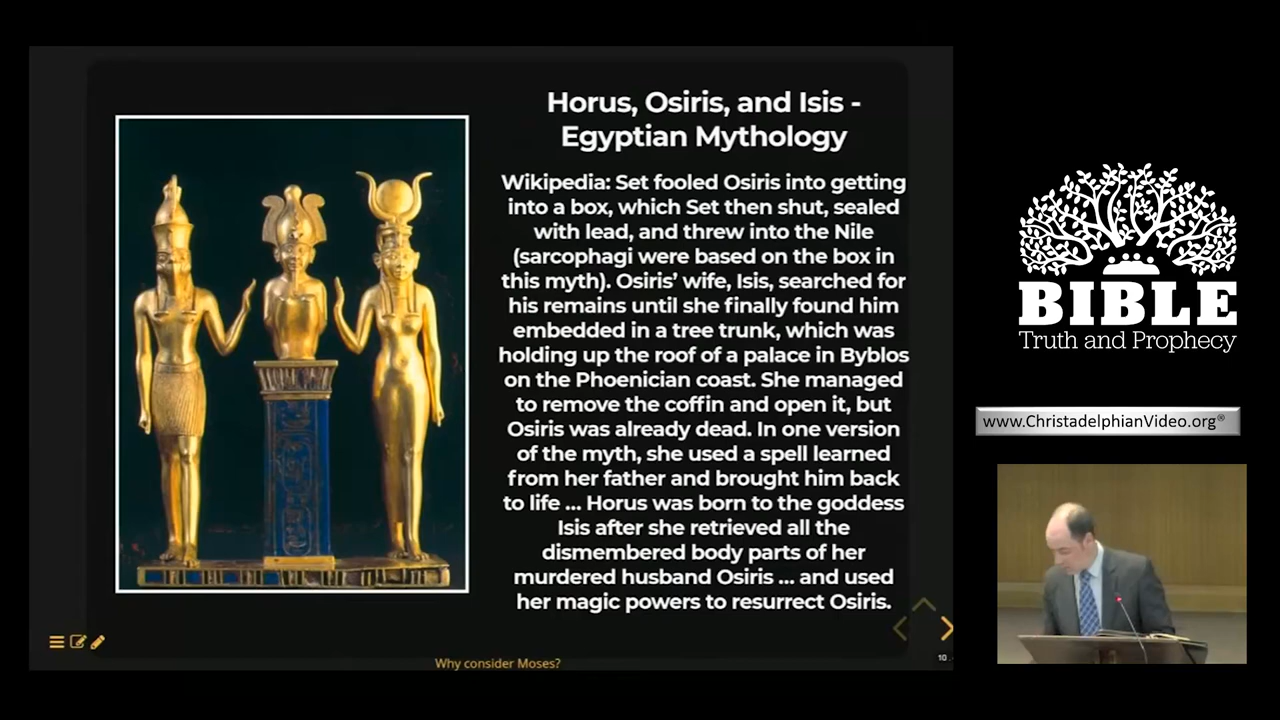 Horus, Osiris, and Isis -
Egyptian Mythology
Wikipedia: Set fooled Osiris into getting
into a box, which Set then shut, sealed
with lead, and threw into the Nile
(sarcophagi were based on the box in
this myth). Osiris’ wife, Isis, searched for
his remains until she finally found him
embedded in a tree trunk, which was
holding up the roof of a palace in Byblos
on the Phoenician coast. She managed
to remove the coffin and open it, but
Osiris was already dead. In one version
of the myth, she used a spell learned
from her father and brought him back
to life ... Horus was born to the goddess
Isis after she retrieved all the
dismembered body parts of her
murdered husband Osiris ... and used
her magic powers to resurrect Osiris.
Why consider Moses?
10
BIBLE
Truth and Prophecy
www.ChristadelphianVideo.org®